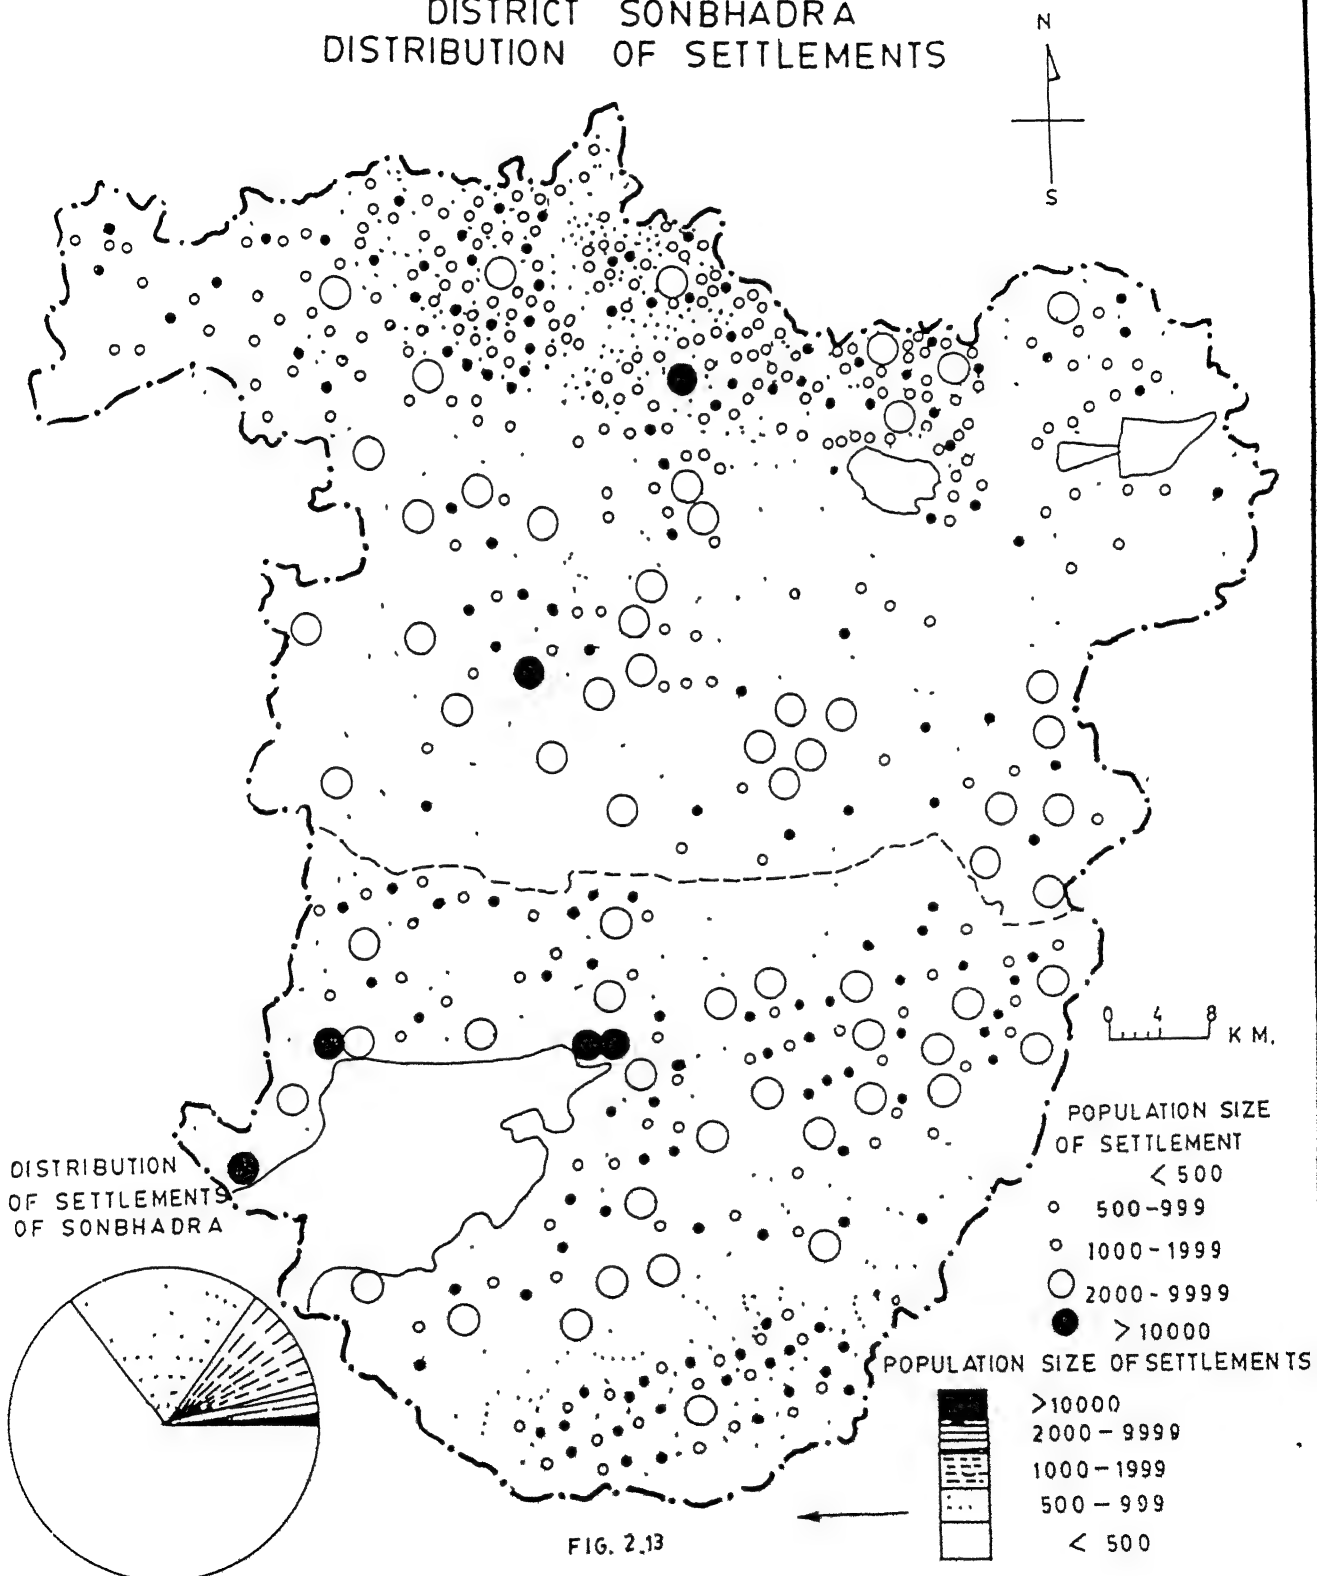 DISTRICT SONBHADRA
DISTRIBUTION OF SETTLEMENTS
N
S
0 4 8
KM.
POPULATION SIZE
OF SETTLEMENT
< 500
500-999
1000-1999
2000-9999
>10000
DISTRIBUTION
OF SETTLEMENTS
OF SONBHADRA
POPULATION SIZE OF SETTLEMENTS
>10000
2000-9999
1000-1999
500-999
< 500
FIG. 2.13